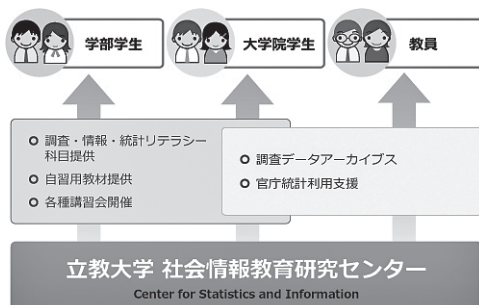 学部学生
大学院学生
教員
調査・情報・統計リテラシー
科目提供
自習用教材提供
各種講習会開催
調査データアーカイブス
官庁統計利用支援
立教大学 社会情報教育研究センター
Center for Statistics and Information